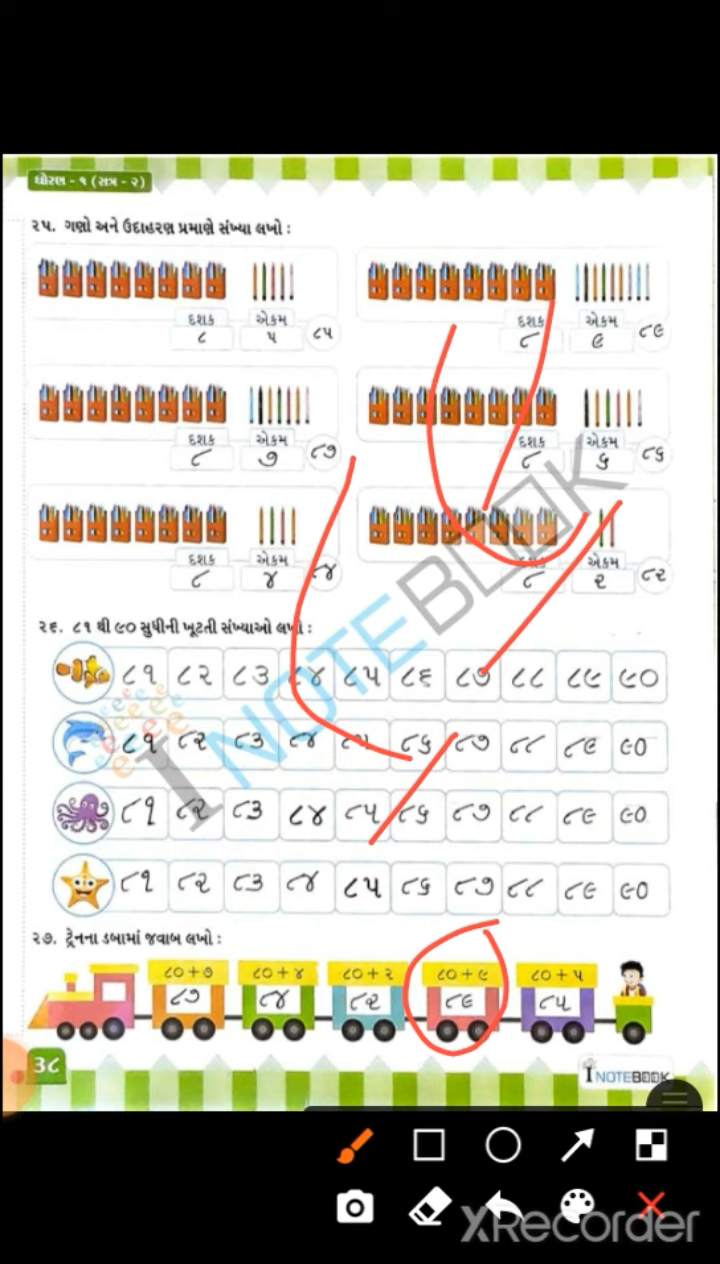 ધોરણ - ૧ (સત્ર - ૨)
૨૫. ગણો અને ઉદાહરણ પ્રમાણે સંખ્યા લખો :
દશક એકમ દશક એકમ
૮ ૫ ૮૫ ૮ ૯ ૮૯
દશક એકમ દશક એકમ
૮ ૭ ૮૭ ૮ ૬ ૮૬
દશક એકમ દશક એકમ
૮ ૪ ૮૪ ૮ ૨ ૮૨
૨૬. ૮૧ થી ૯૦ સુધીની ખૂટતી સંખ્યાઓ લખો :
૮૧ ૮૨ ૮૩ ૮૪ ૮૫ ૮૬ ૮૭ ૮૮ ૮૯ ૯૦
૮૧ ૮૨ ૮૩ ૮૪ ૮૫ ૮૬ ૮૭ ૮૮ ૮૯ ૯૦
૮૧ ૮૨ ૮૩ ૮૪ ૮૫ ૮૬ ૮૭ ૮૮ ૮૯ ૯૦
૮૧ ૮૨ ૮૩ ૮૪ ૮૫ ૮૬ ૮૭ ૮૮ ૮૯ ૯૦
૨૭. ટ્રેનના ડબામાં જવાબ લખો :
૮૦ + ૭ ૮૦ + ૪ ૮૦ + ૨ ૮૦ + ૯ ૮૦ + ૫
૮૭ ૮૪ ૮૨ ૮૯ ૮૫
૩૮
INOTEBOOK
INOTEBOOK
XRecorder